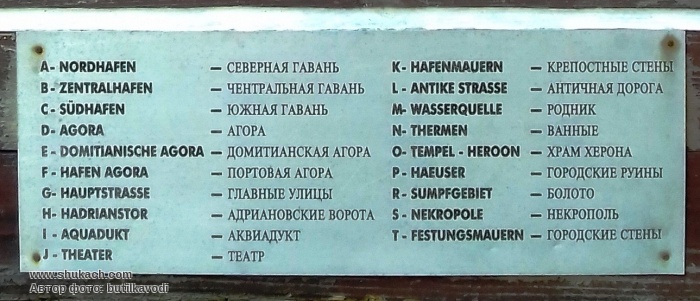 A- NORDHAFEN — СЕВЕРНАЯ ГАВАНЬ
B- ZENTRALHAFEN — ЧЕНТРАЛЬНАЯ ГАВАНЬ
C- SÜDHAFEN — ЮЖНАЯ ГАВАНЬ
D- AGORA — АГОРА
E- DOMITIANISCHE AGORA — ДОМИТИАНСКАЯ АГОРА
F - HAFEN AGORA — ПОРТОВАЯ АГОРА
G- HAUPTSTRASSE — ГЛАВНЫЕ УЛИЦЫ
H- HADRIANSTOR — АДРИАНОВСКИЕ ВОРОТА
I - AQUADUKT — АКВИАДУКТ
J - THEATER — ТЕАТР
K- HAFENMAUERN — КРЕПОСТНЫЕ СТЕНЫ
L - ANTIKE STRASSE — АНТИЧНАЯ ДОРОГА
M- WASSERQUELLE — РОДНИК
N- THERMEN — ВАННЫЕ
O- TEMPEL - HEROON — ХРАМ ХЕРОНА
P - HAEUSER — ГОРОДСКИЕ РУИНЫ
R - SUMPFGEBIET — БОЛОТО
S - NEKROPOLE — НЕКРОПОЛЬ
T - FESTUNGSMAUERN — ГОРОДСКИЕ СТЕНЫ
www.shukach.com
Автор фото: butilkavodi